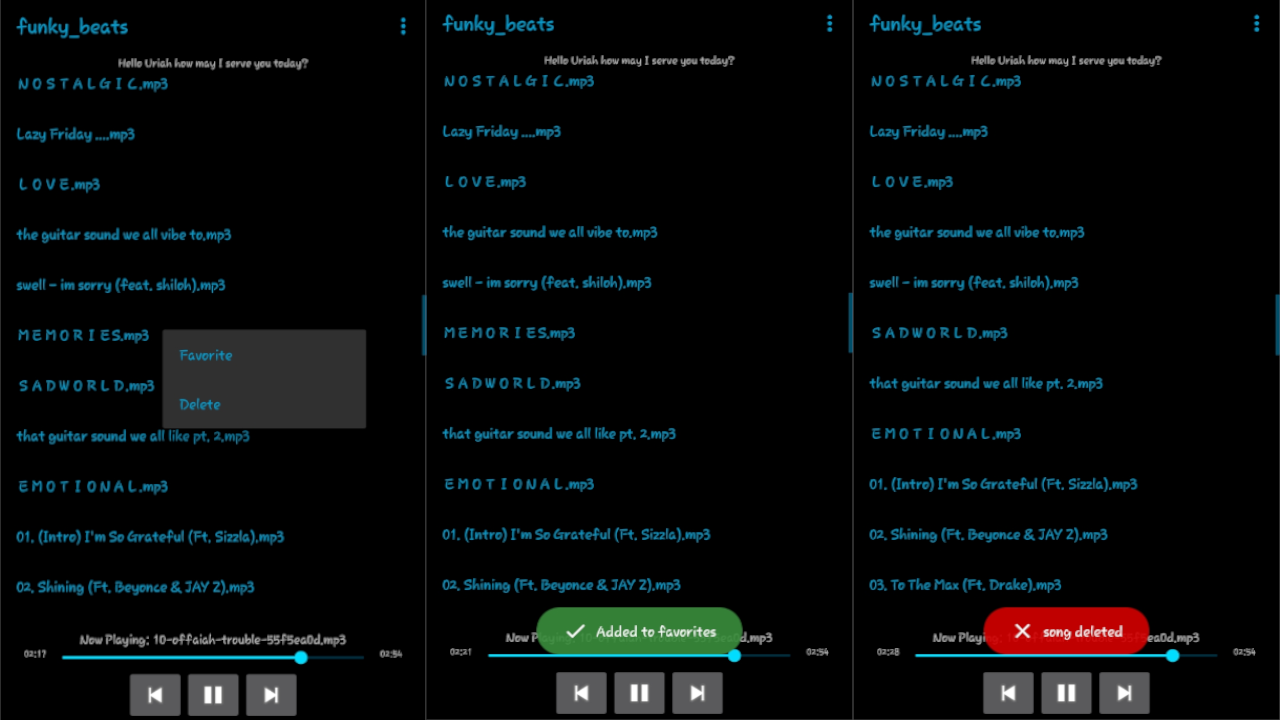 funky_beats
Hello Uriah how may I serve you today?
N O S T A L G I C.mp3
Lazy Friday ....mp3
L O V E.mp3
the guitar sound we all vibe to.mp3
swell - im sorry (feat. shiloh).mp3
M E M O R I E S.mp3
Favorite
S A D W O R L D.mp3
Delete
that guitar sound we all like pt. 2.mp3
E M O T I O N A L.mp3
01. (Intro) I'm So Grateful (Ft. Sizzla).mp3
02. Shining (Ft. Beyonce & JAY Z).mp3
Now Playing: 10-offaiah-trouble-55f5ea0d.mp3
02:17
02:54
funky_beats
Hello Uriah how may I serve you today?
N O S T A L G I C.mp3
Lazy Friday ....mp3
L O V E.mp3
the guitar sound we all vibe to.mp3
swell - im sorry (feat. shiloh).mp3
M E M O R I E S.mp3
S A D W O R L D.mp3
that guitar sound we all like pt. 2.mp3
E M O T I O N A L.mp3
01. (Intro) I'm So Grateful (Ft. Sizzla).mp3
02. Shining (Ft. Beyonce & JAY Z).mp3
Added to favorites
Now
02:21
02:54
funky_beats
Hello Uriah how may I serve you today?
N O S T A L G I C.mp3
Lazy Friday ....mp3
L O V E.mp3
the guitar sound we all vibe to.mp3
swell - im sorry (feat. shiloh).mp3
S A D W O R L D.mp3
that guitar sound we all like pt. 2.mp3
E M O T I O N A L.mp3
01. (Intro) I'm So Grateful (Ft. Sizzla).mp3
02. Shining (Ft. Beyonce & JAY Z).mp3
03. To The Max (Ft. Drake).mp3
song deleted
Now
02:28
02:54